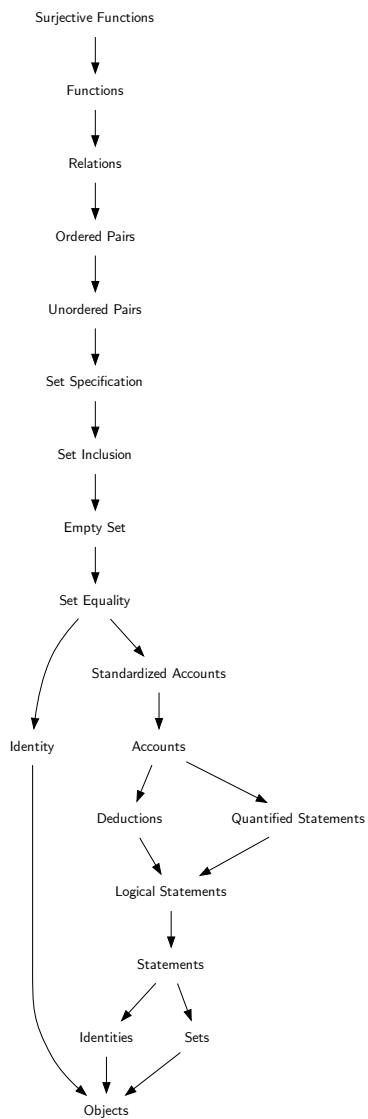 Surjective Functions
Functions
Relations
Ordered Pairs
Unordered Pairs
Set Specification
Set Inclusion
Empty Set
Set Equality
Standardized Accounts
Identity
Accounts
Deductions
Quantified Statements
Logical Statements
Statements
Identities
Sets
Objects